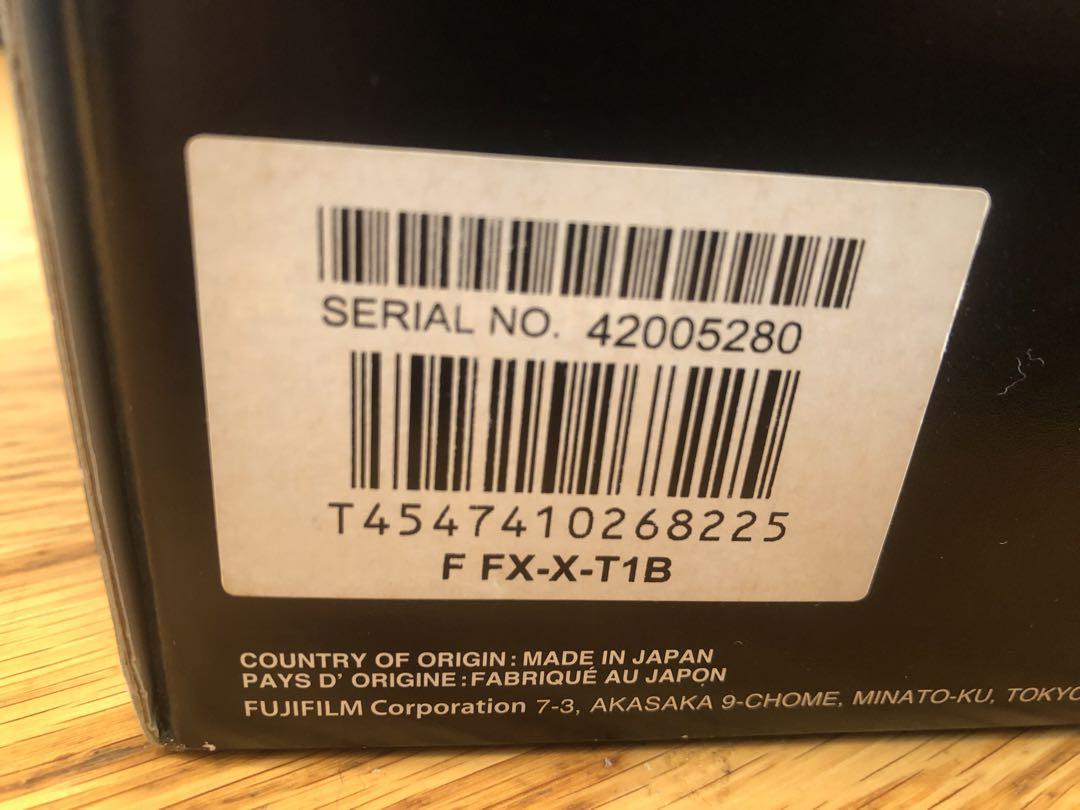 SERIAL NO. 42005280
T4547410268225
F FX-X-T1B
COUNTRY OF ORIGIN : MADE IN JAPAN
PAYS D' ORIGINE : FABRIQUÉ AU JAPON
FUJIFILM Corporation 7-3, AKASAKA 9-CHOME, MINATO-KU, TOKYO